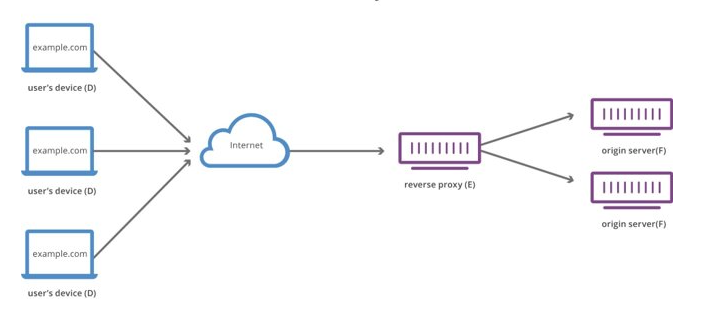 example.com
user's device (D)
example.com
user's device (D)
example.com
user's device (D)
Internet
reverse proxy (E)
origin server(F)
origin server(F)